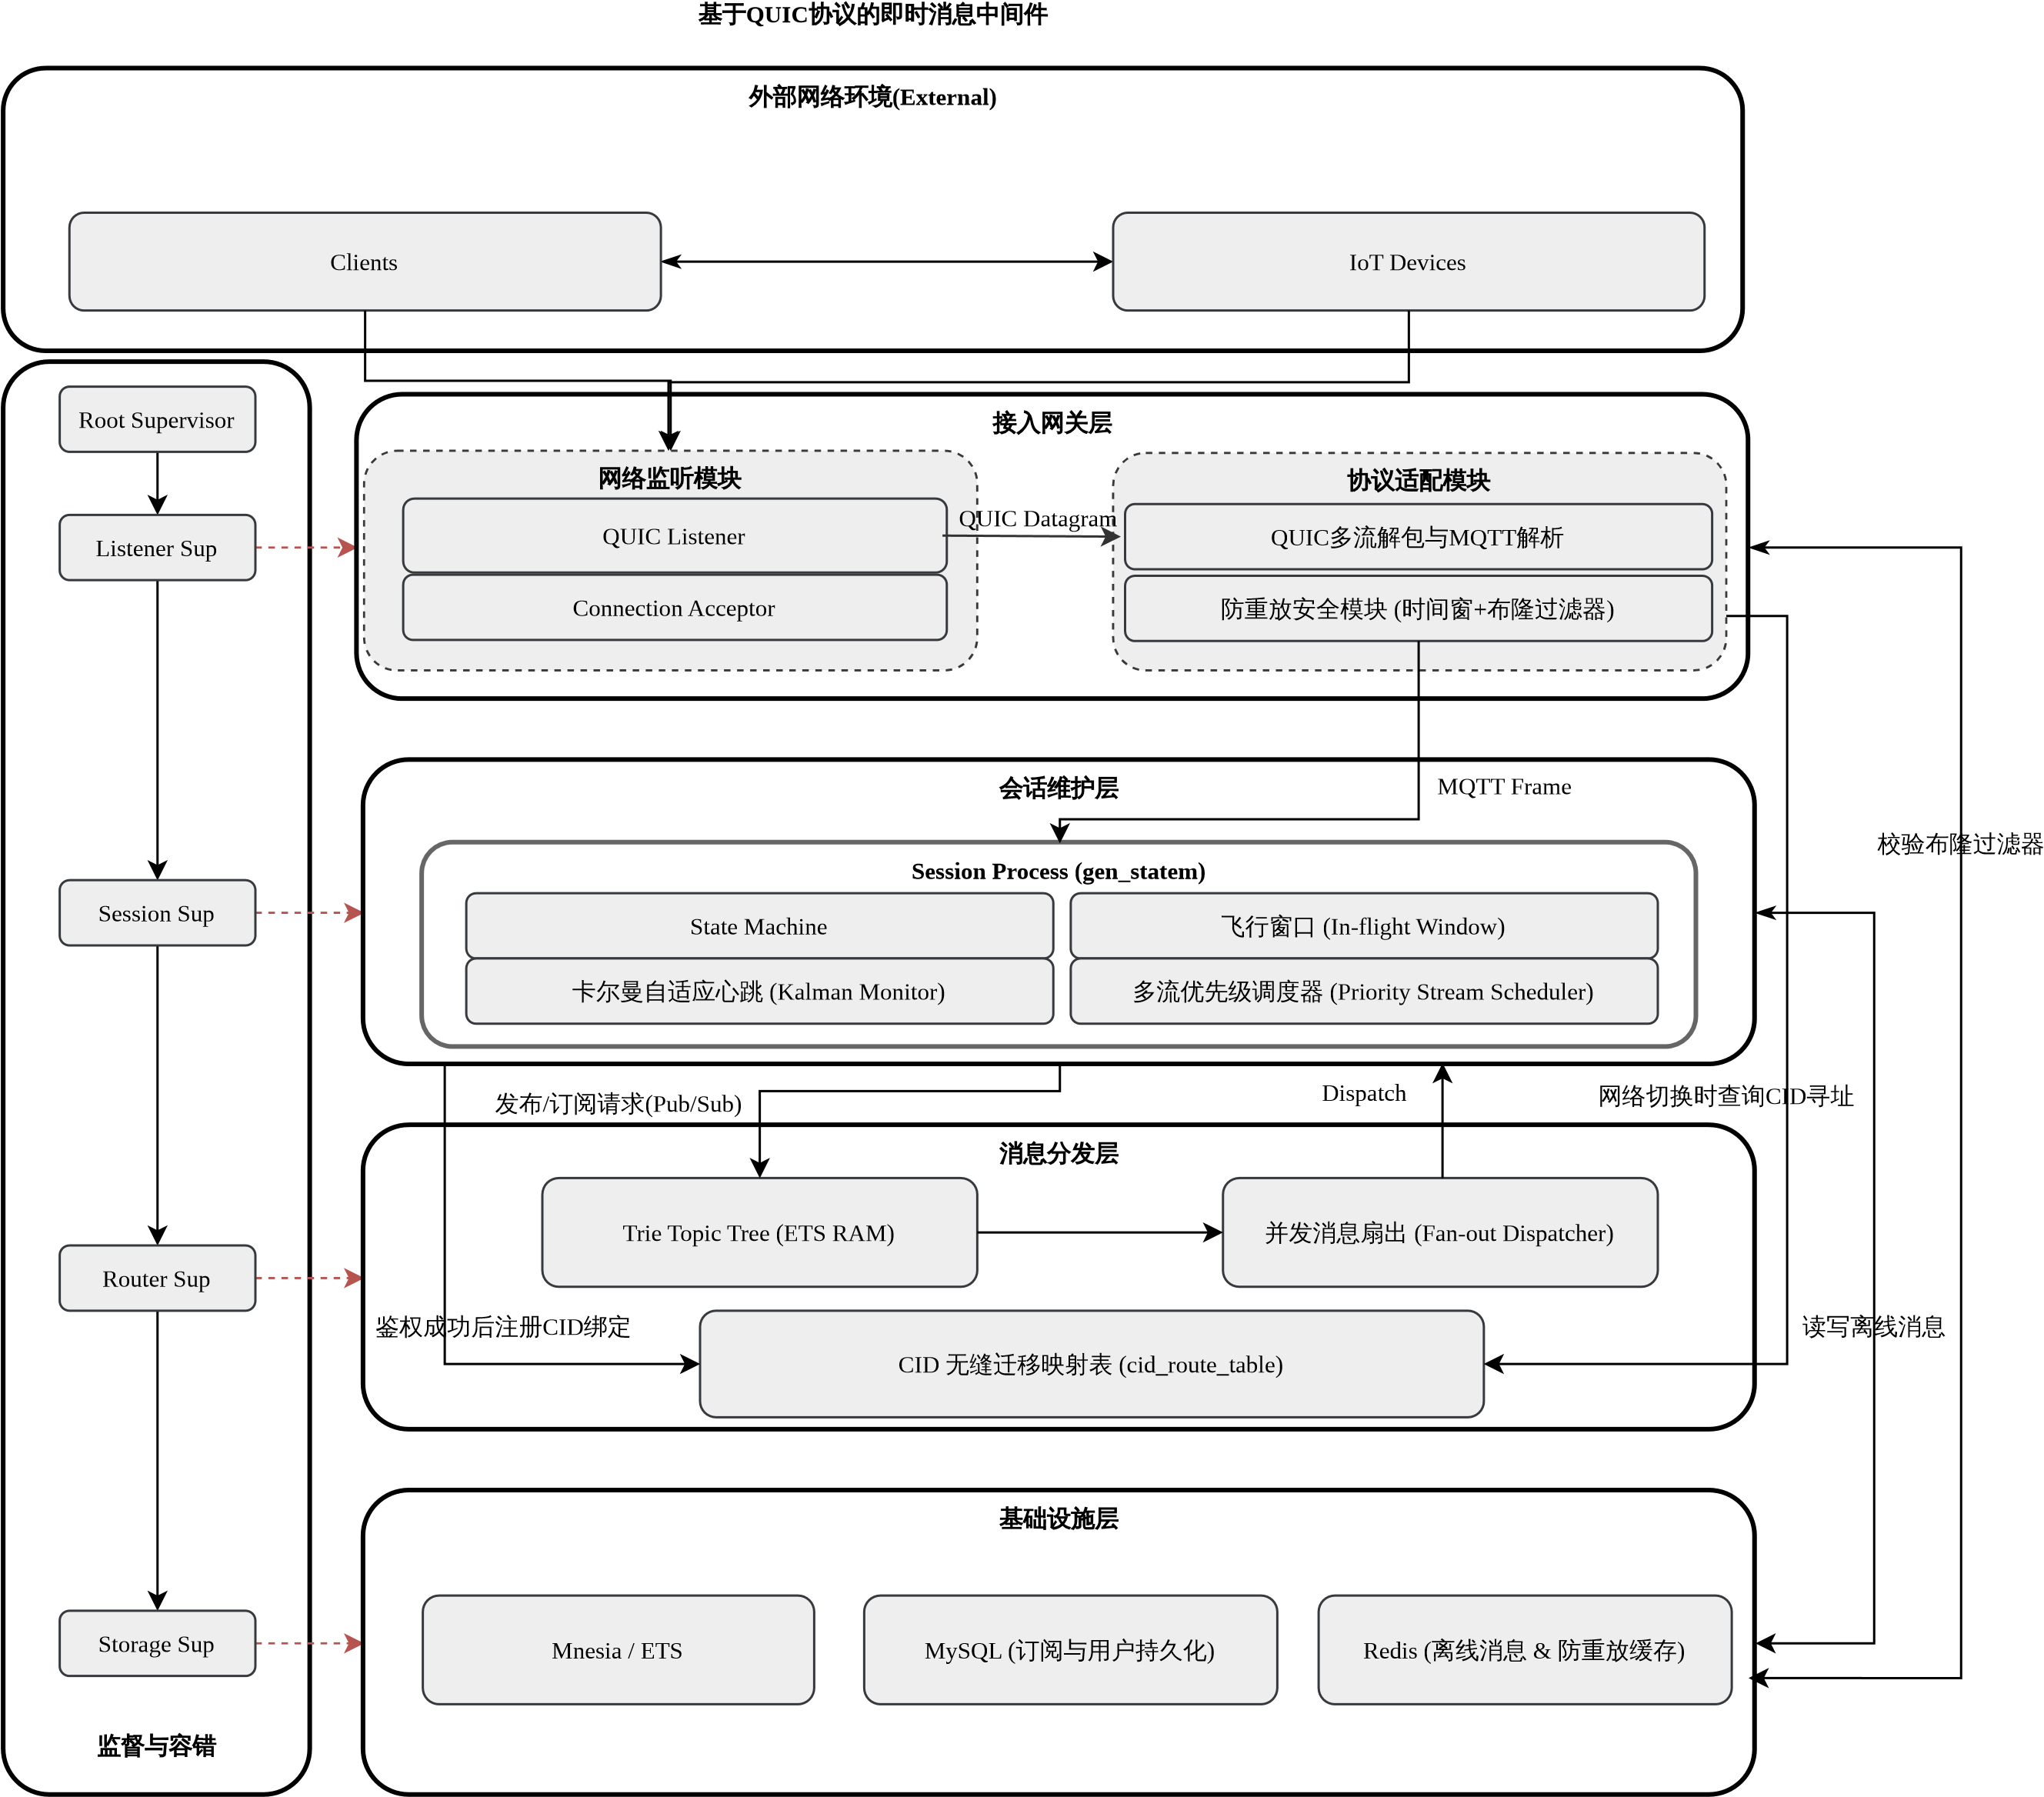 基于QUIC协议的即时消息中间件
外部网络环境(External)
Clients
IoT Devices
Root Supervisor
Listener Sup
Session Sup
Router Sup
Storage Sup
监督与容错
接入网关层
网络监听模块
QUIC Listener
Connection Acceptor
QUIC Datagram
协议适配模块
QUIC多流解包与MQTT解析
防重放安全模块 (时间窗+布隆过滤器)
会话维护层
MQTT Frame
Session Process (gen_statem)
State Machine
飞行窗口 (In-flight Window)
卡尔曼自适应心跳 (Kalman Monitor)
多流优先级调度器 (Priority Stream Scheduler)
校验布隆过滤器
发布/订阅请求(Pub/Sub)
Dispatch
网络切换时查询CID寻址
消息分发层
Trie Topic Tree (ETS RAM)
并发消息扇出 (Fan-out Dispatcher)
鉴权成功后注册CID绑定
读写离线消息
CID 无缝迁移映射表 (cid_route_table)
基础设施层
Mnesia / ETS
MySQL (订阅与用户持久化)
Redis (离线消息 & 防重放缓存)